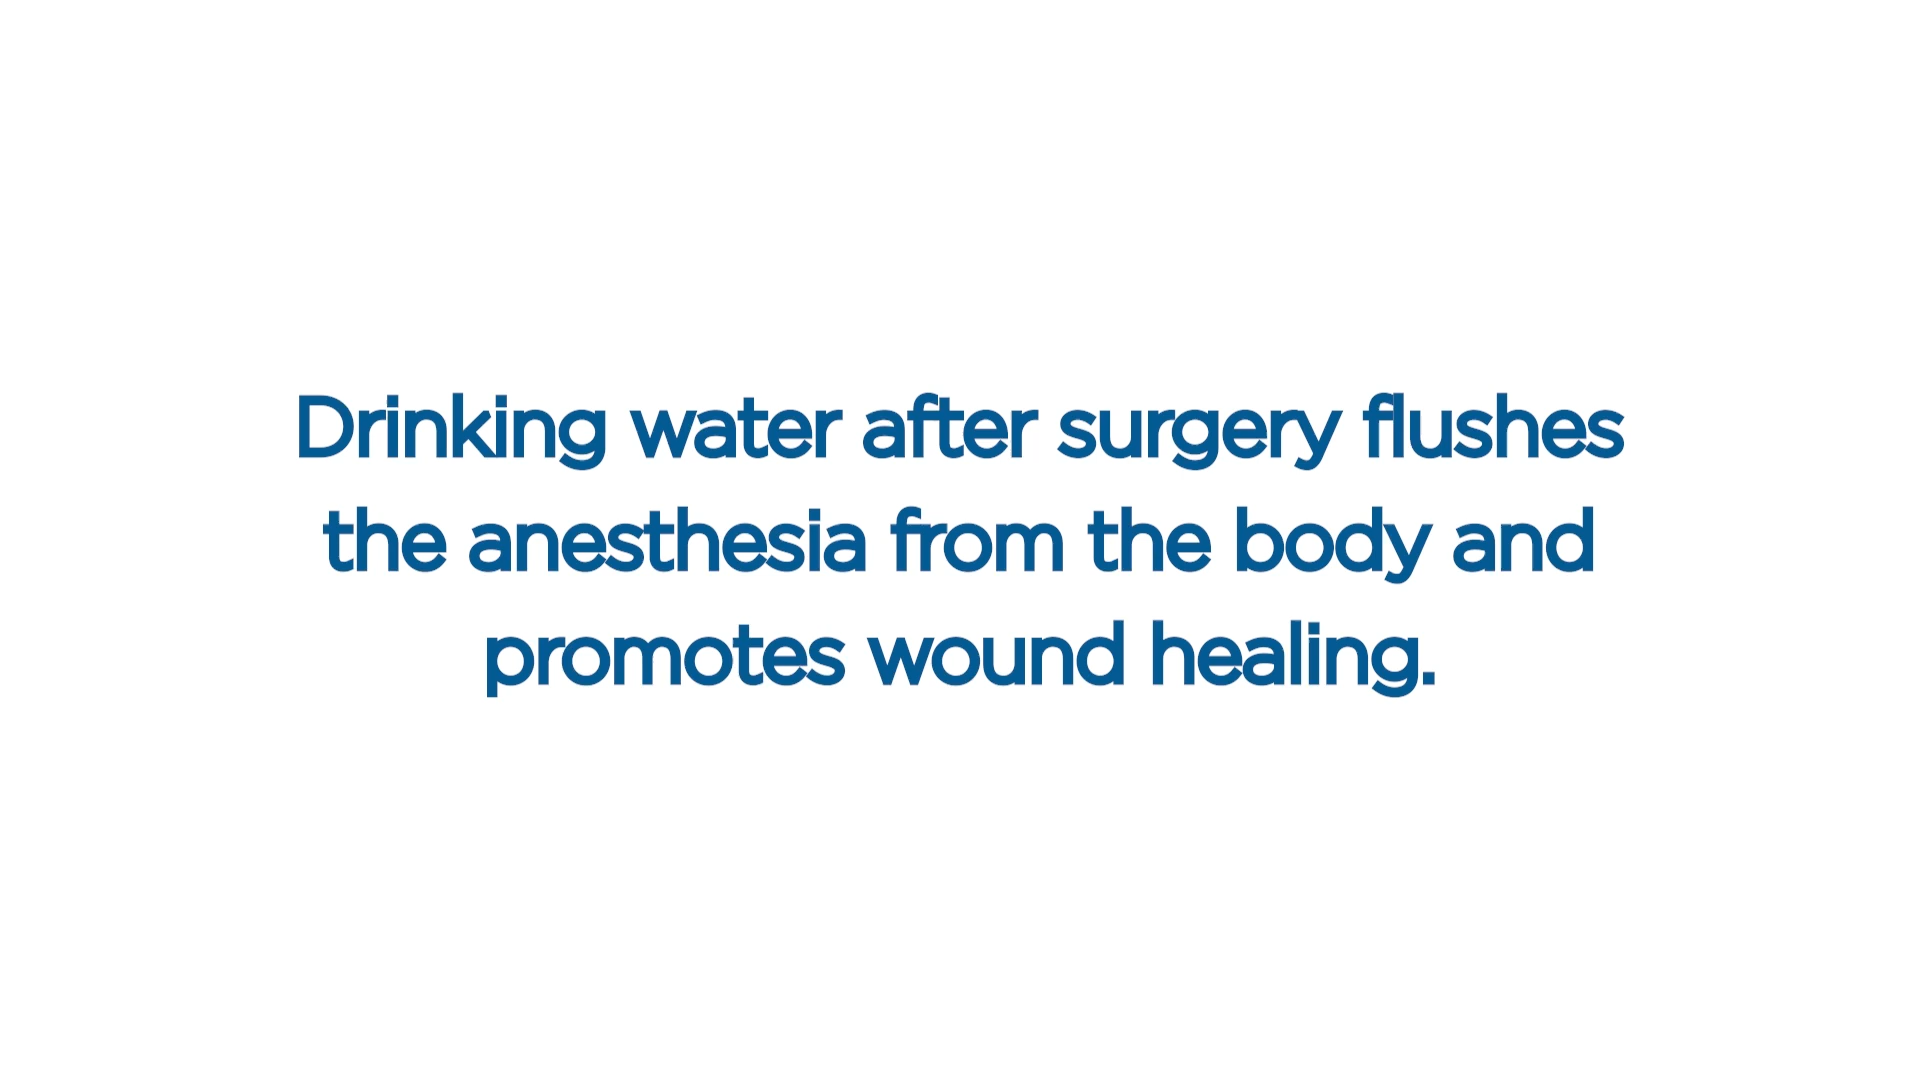 Drinking water after surgery flushes
the anesthesia from the body and
promotes wound healing.